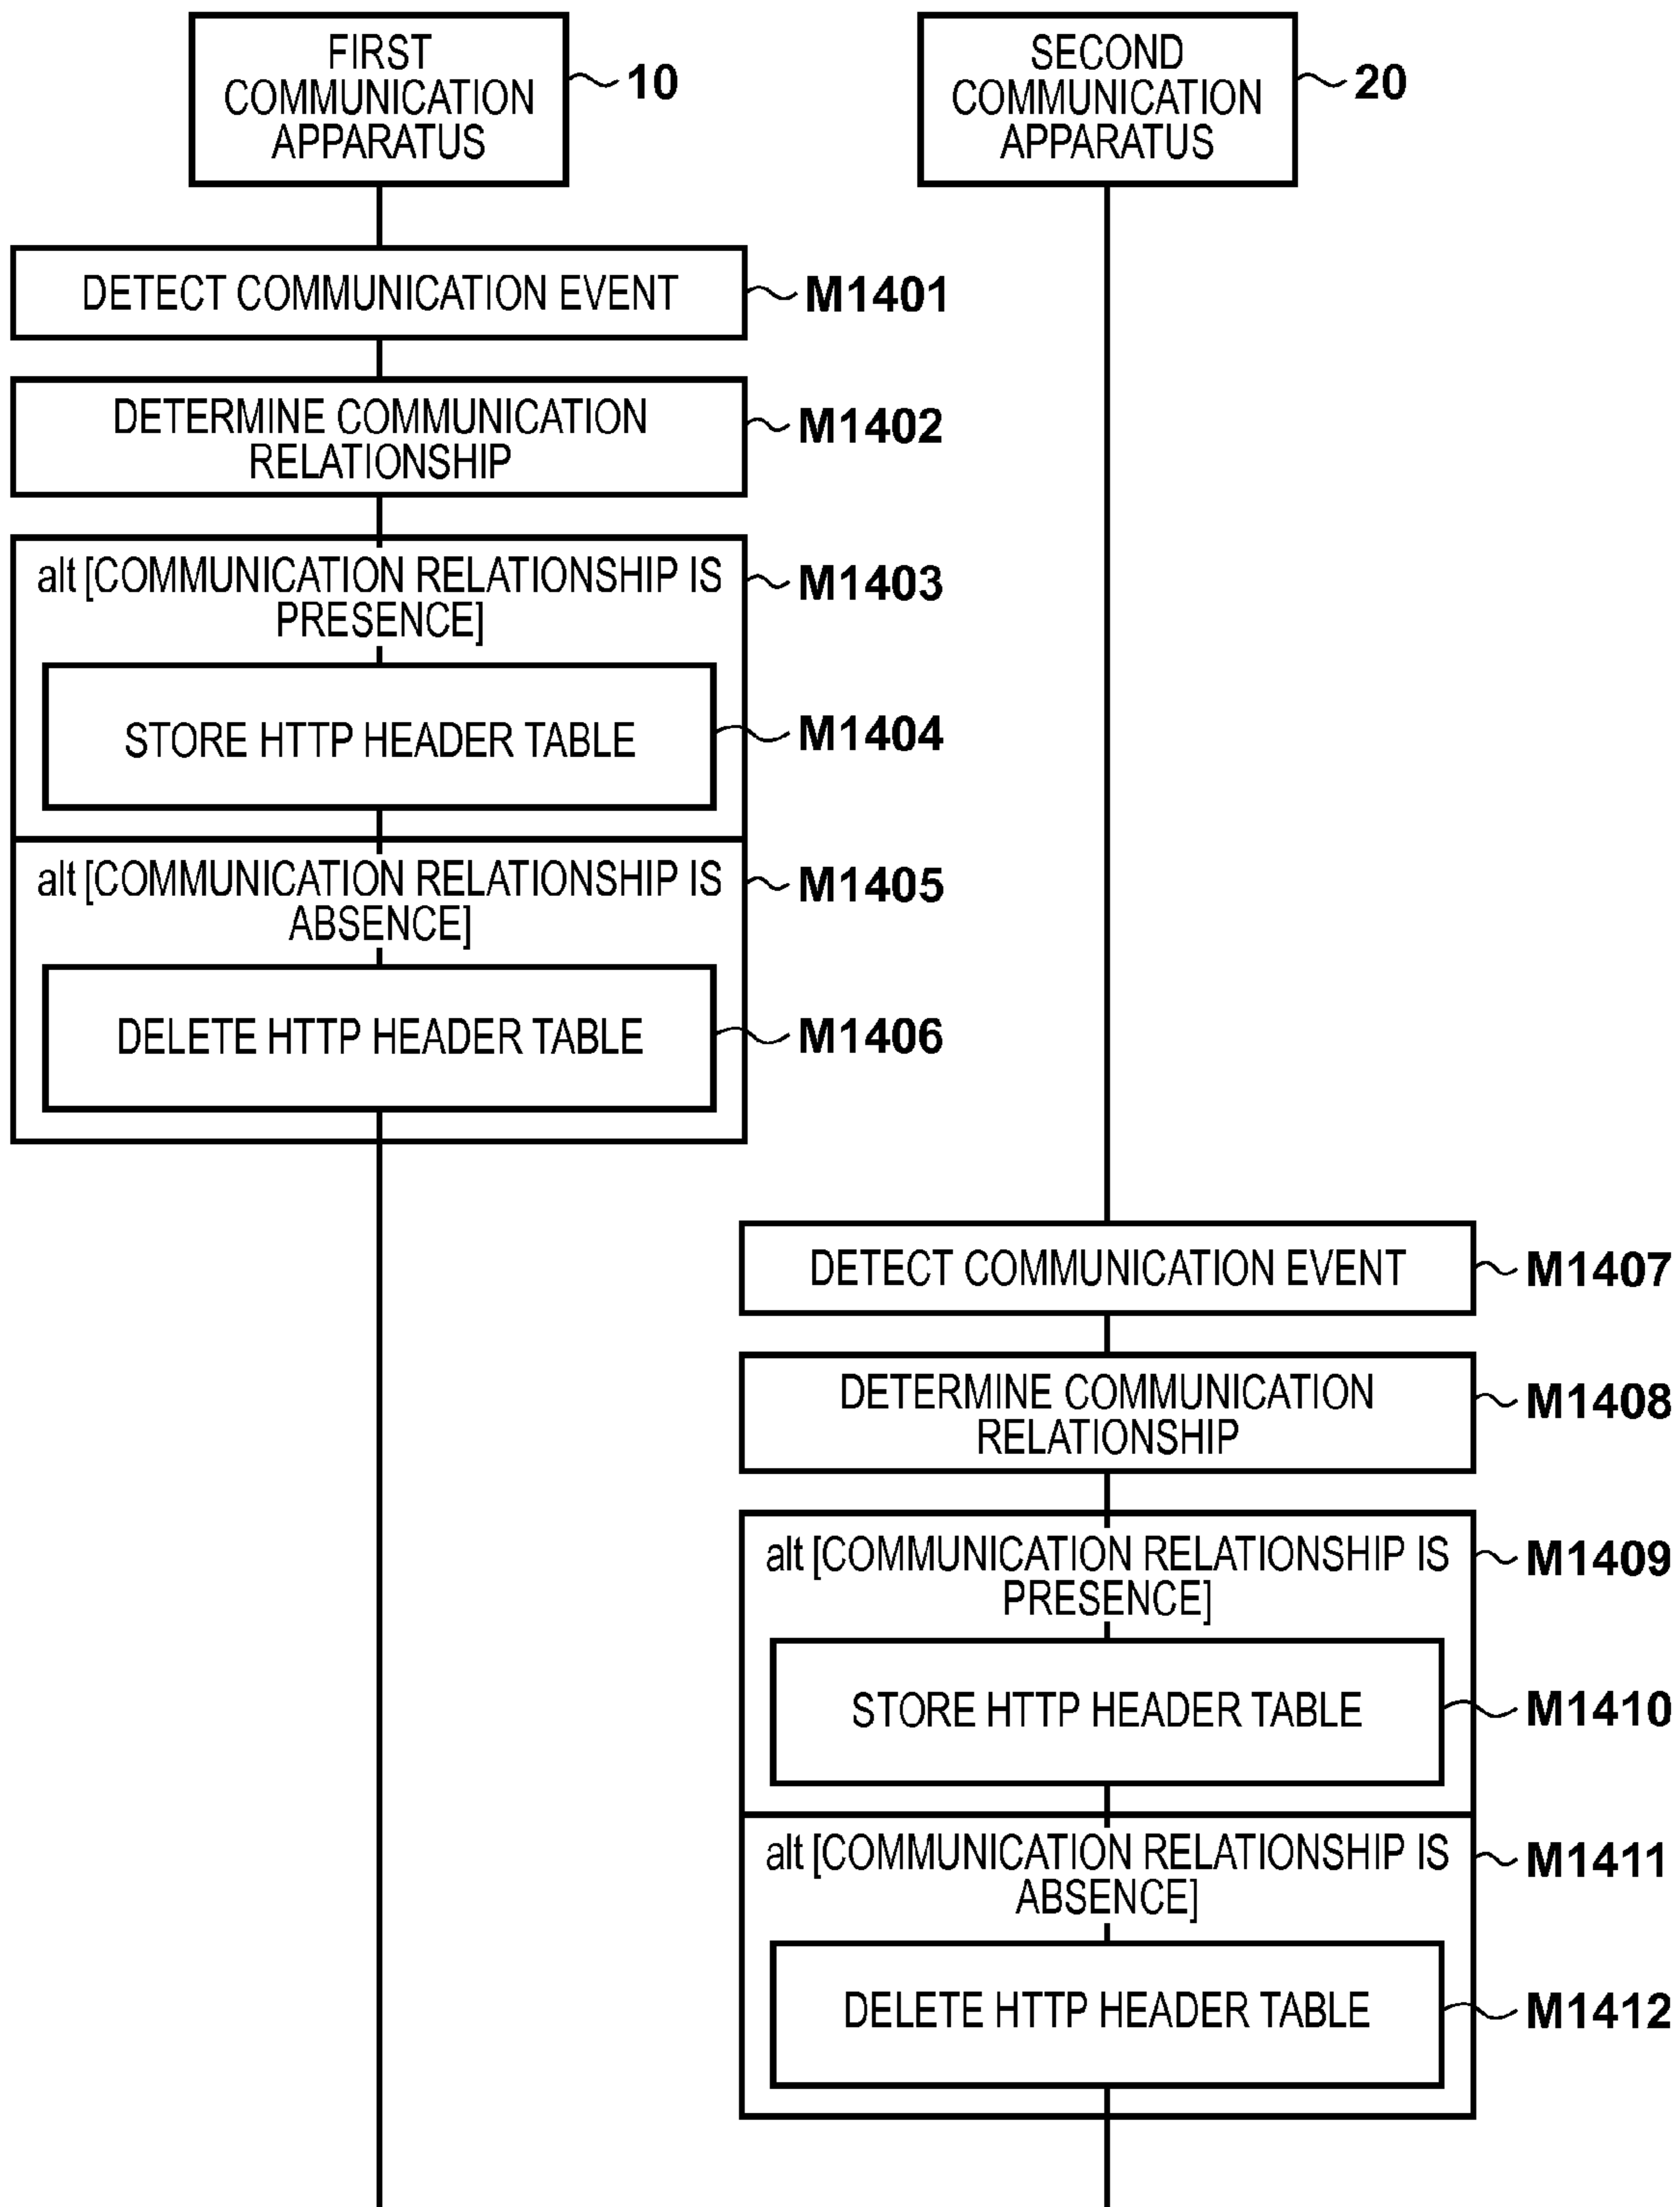 FIRST
COMMUNICATION
APPARATUS
10
SECOND
COMMUNICATION
APPARATUS
20
DETECT COMMUNICATION EVENT
M1401
DETERMINE COMMUNICATION
RELATIONSHIP
M1402
alt [COMMUNICATION RELATIONSHIP IS
PRESENCE]
M1403
STORE HTTP HEADER TABLE
M1404
alt [COMMUNICATION RELATIONSHIP IS
ABSENCE]
M1405
DELETE HTTP HEADER TABLE
M1406
DETECT COMMUNICATION EVENT
M1407
DETERMINE COMMUNICATION
RELATIONSHIP
M1408
alt [COMMUNICATION RELATIONSHIP IS
PRESENCE]
M1409
STORE HTTP HEADER TABLE
M1410
alt [COMMUNICATION RELATIONSHIP IS
ABSENCE]
M1411
DELETE HTTP HEADER TABLE
M1412